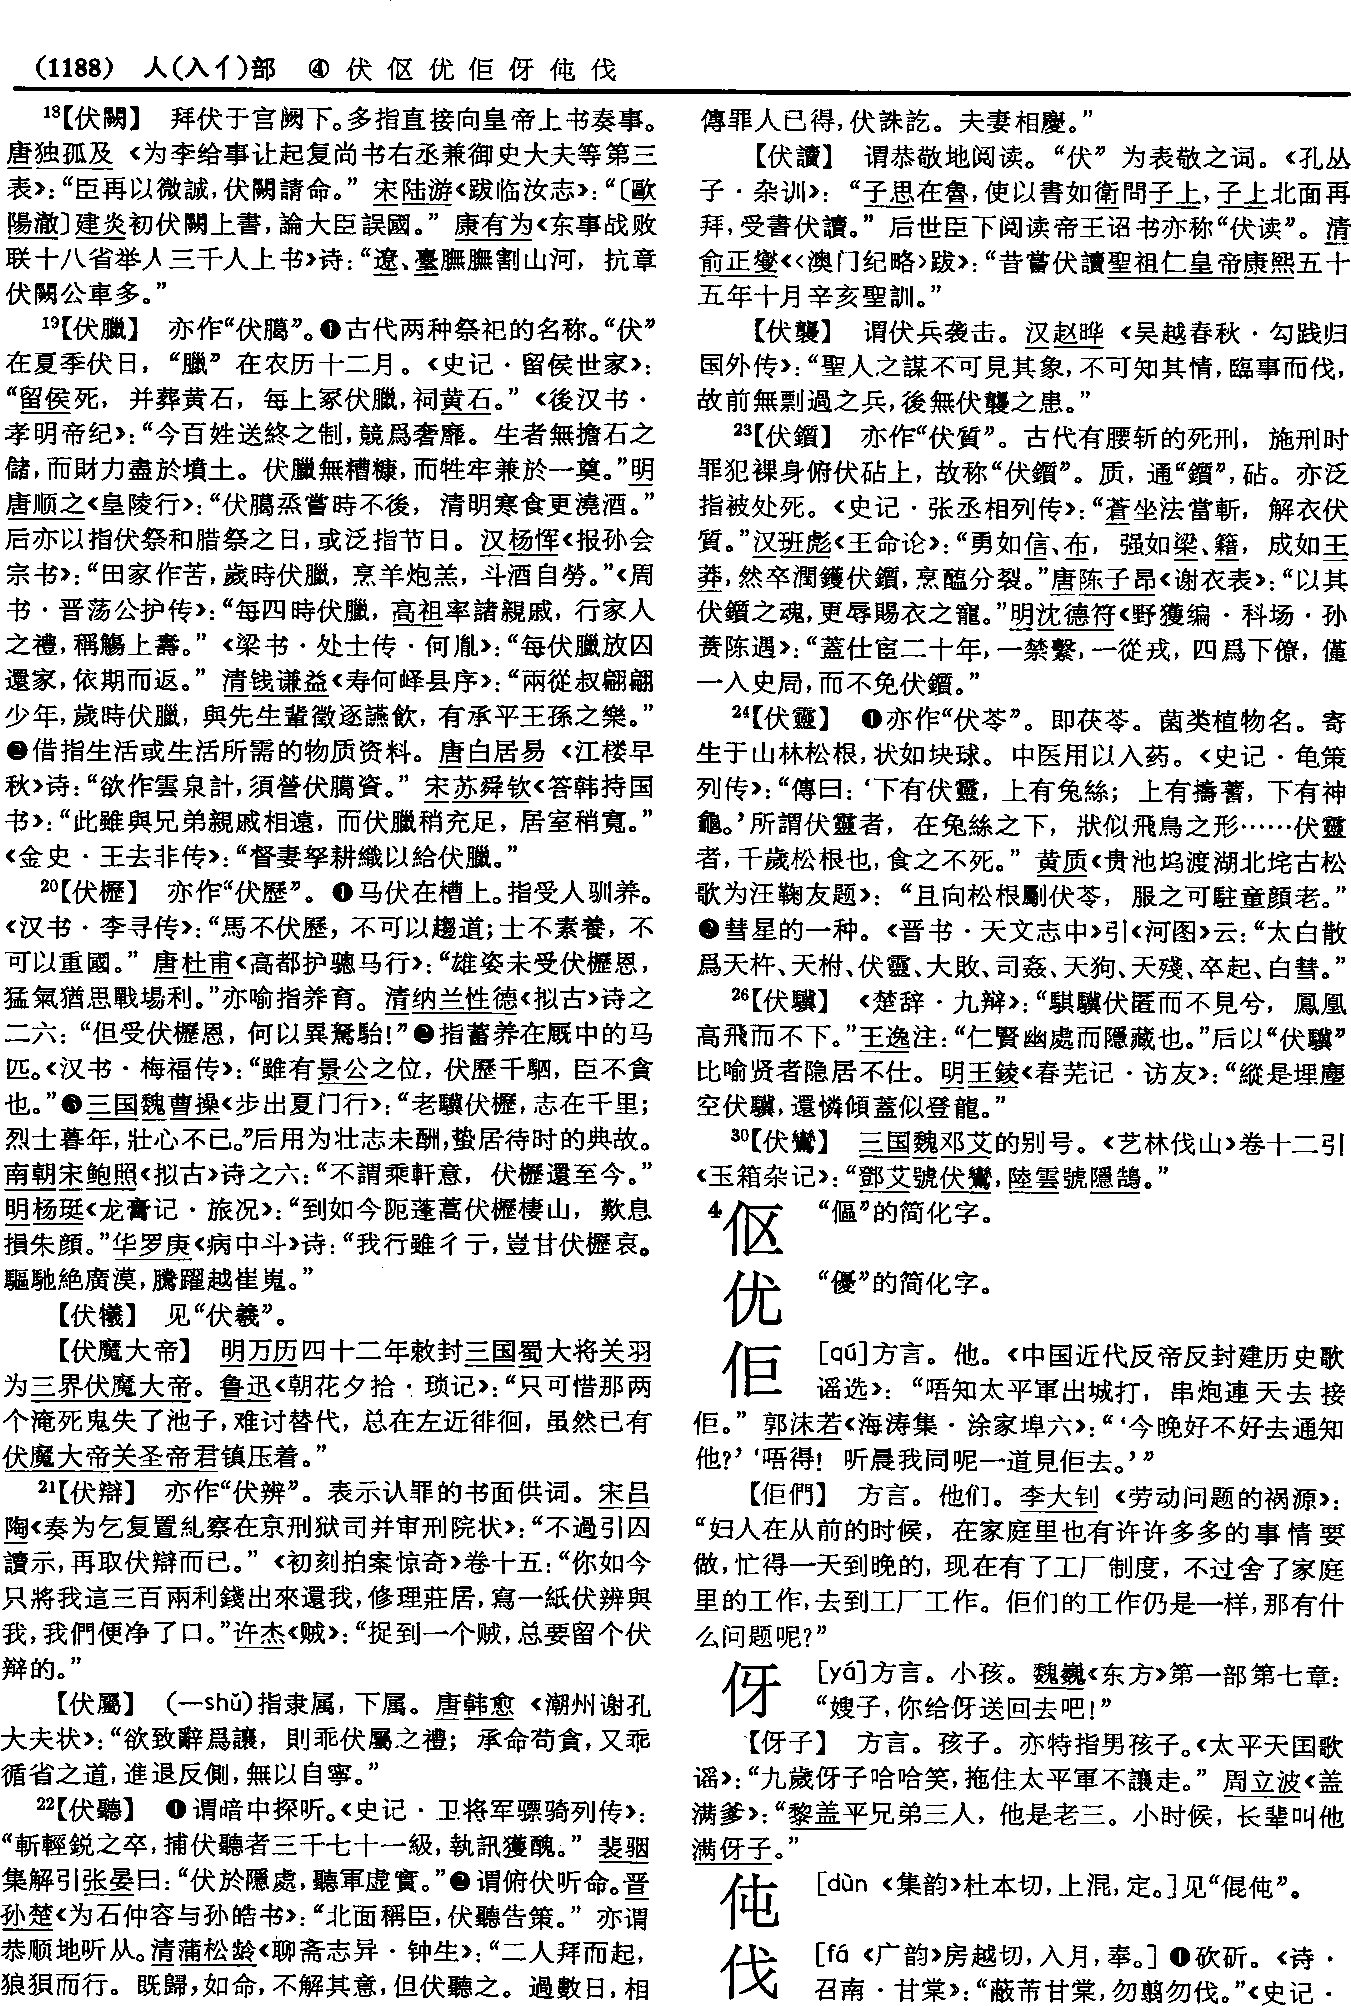 (1188) 人(入亻)部 ④ 伏伛优佢伢伅伐
18【伏闕】 拜伏于宫阙下。多指直接向皇帝上书奏事。
唐独孤及《为李给事让起复尚书右丞兼御史大夫等第三
表》：“臣再以微誠，伏闕請命。” 宋陆游《跋临汝志》：“〔歐
陽澈〕建炎初伏闕上書，論大臣誤國。” 康有为《东事战败
联十八省举人三千人上书》诗：“遼、臺膴膴割山河，抗章
伏闕公車多。”
19【伏臘】 亦作“伏臈”。❶古代两种祭祀的名称。“伏”
在夏季伏日，“臘” 在农历十二月。《史记·留侯世家》：
“留侯死，并葬黄石，每上冢伏臘，祠黄石。”《後汉书·
孝明帝纪》：“今百姓送終之制，競爲奢靡。生者無擔石之
儲，而財力盡於墳土。伏臘無糟糠，而牲牢兼於一奠。”明
唐顺之《皇陵行》：“伏臈烝嘗時不後，清明寒食更澆酒。”
后亦以指伏祭和腊祭之日，或泛指节日。汉杨恽《报孙会
宗书》：“田家作苦，歲時伏臘，烹羊炮羔，斗酒自勞。”《周
书·晋荡公护传》：“每四時伏臘，高祖率諸親戚，行家人
之禮，稱觴上壽。”《梁书·处士传·何胤》：“每伏臘放囚
還家，依期而返。” 清钱谦益《寿何峄县序》：“兩從叔翩翩
少年，歲時伏臘，與先生輩徵逐讌飲，有承平王孫之樂。”
❷借指生活或生活所需的物质资料。唐白居易《江楼早
秋》诗：“欲作雲泉計，須營伏臈資。” 宋苏舜钦《答韩持国
书》：“此雖與兄弟親戚相遠，而伏臘稍充足，居室稍寬。”
《金史·王去非传》：“督妻孥耕織以給伏臘。”
20【伏櫪】 亦作“伏歷”。❶马伏在槽上。指受人驯养。
《汉书·李寻传》：“馬不伏歷，不可以趨道；士不素養，不
可以重國。” 唐杜甫《高都护骢马行》：“雄姿未受伏櫪恩，
猛氣猶思戰場利。”亦喻指养育。清纳兰性德《拟古》诗之
二六：“但受伏櫪恩，何以異駑駘！”❷指蓄养在厩中的马
匹。《汉书·梅福传》：“雖有景公之位，伏歷千駟，臣不貪
也。”❸三国魏曹操《步出夏门行》：“老驥伏櫪，志在千里；
烈士暮年，壯心不已。”后用为壮志未酬，蛰居待时的典故。
南朝宋鲍照《拟古》诗之六：“不謂乘軒意，伏櫪還至今。”
明杨珽《龙膏记·旅况》：“到如今阨蓬蒿伏櫪棲山，歎息
損朱顔。”华罗庚《病中斗》诗：“我行雖彳亍，豈甘伏櫪哀。
驅馳絶廣漠，騰躍越崔嵬。”
【伏犧】 见“伏羲”。
【伏魔大帝】 明万历四十二年敕封三国蜀大将关羽
为三界伏魔大帝。鲁迅《朝花夕拾·琐记》：“只可惜那两
个淹死鬼失了池子，难讨替代，总在左近徘徊，虽然已有
伏魔大帝关圣帝君镇压着。”
21【伏辯】 亦作“伏辨”。表示认罪的书面供词。宋吕
陶《奏为乞复置糺察在京刑狱司并审刑院状》：“不過引囚
讀示，再取伏辯而已。”《初刻拍案惊奇》卷十五：“你如今
只將我這三百兩利錢出來還我，修理莊居，寫一紙伏辨與
我，我們便净了口。”许杰《贼》：“捉到一个贼，总要留个伏
辯的。”
【伏屬】 (—shǔ)指隶属，下属。唐韩愈《潮州谢孔
大夫状》：“欲致辭爲讓，則乖伏屬之禮；承命苟貪，又乖
循省之道，進退反側，無以自寧。”
22【伏聽】 ❶谓暗中探听。《史记·卫将军骠骑列传》：
“斬輕鋭之卒，捕伏聽者三千七十一級，執訊獲醜。” 裴骃
集解引张晏曰：“伏於隱處，聽軍虚實。”❷谓俯伏听命。晋
孙楚《为石仲容与孙皓书》：“北面稱臣，伏聽告策。” 亦谓
恭顺地听从。清蒲松龄《聊斋志异·钟生》：“二人拜而起，
狼狽而行。既歸，如命，不解其意，但伏聽之。過數日，相
傳罪人已得，伏誅訖。夫妻相慶。”
【伏讀】 谓恭敬地阅读。“伏” 为表敬之词。《孔丛
子·杂训》：“子思在魯，使以書如衛問子上，子上北面再
拜，受書伏讀。” 后世臣下阅读帝王诏书亦称“伏读”。清
俞正燮《〈澳门纪略〉跋》：“昔嘗伏讀聖祖仁皇帝康熙五十
五年十月辛亥聖訓。”
【伏襲】 谓伏兵袭击。汉赵晔《吴越春秋·勾践归
国外传》：“聖人之謀不可見其象，不可知其情，臨事而伐，
故前無剽過之兵，後無伏襲之患。”
23【伏鑕】 亦作“伏質”。古代有腰斩的死刑，施刑时
罪犯裸身俯伏砧上，故称“伏鑕”。质，通“鑕”，砧。亦泛
指被处死。《史记·张丞相列传》：“蒼坐法當斬，解衣伏
質。”汉班彪《王命论》：“勇如信、布，强如梁、籍，成如王
莽，然卒潤鑊伏鑕，烹醢分裂。”唐陈子昂《谢衣表》：“以其
伏鑕之魂，更辱賜衣之寵。”明沈德符《野獲编·科场·孙
蕡陈遇》：“蓋仕宦二十年，一禁繫，一從戎，四爲下僚，僅
一入史局，而不免伏鑕。”
24【伏靈】 ❶亦作“伏苓”。即茯苓。菌类植物名。寄
生于山林松根，状如块球。中医用以入药。《史记·龟策
列传》：“傳曰：‘下有伏靈，上有兔絲；上有擣蓍，下有神
龜。’所謂伏靈者，在兔絲之下，狀似飛鳥之形……伏靈
者，千歲松根也，食之不死。” 黄质《贵池坞渡湖北垞古松
歌为汪鞠友题》：“且向松根劚伏苓，服之可駐童顔老。”
❷彗星的一种。《晋书·天文志中》引《河图》云：“太白散
爲天杵、天柎、伏靈、大敗、司姦、天狗、天殘、卒起、白彗。”
26【伏驥】 《楚辞·九辩》：“騏驥伏匿而不見兮，鳳凰
高飛而不下。”王逸注：“仁賢幽處而隱藏也。”后以“伏驥”
比喻贤者隐居不仕。明王錂《春芜记·访友》：“縱是埋塵
空伏驥，還憐傾蓋似登龍。”
30【伏鸞】 三国魏邓艾的别号。《艺林伐山》卷十二引
《玉箱杂记》：“鄧艾號伏鸞，陸雲號隱鵠。”
4伛 “傴”的简化字。
优 “優”的简化字。
佢 [qú]方言。他。《中国近代反帝反封建历史歌
谣选》：“唔知太平軍出城打，串炮連天去接
佢。” 郭沫若《海涛集·涂家埠六》：“‘今晚好不好去通知
他？’‘唔得！听晨我同呢一道見佢去。’”
【佢們】 方言。他们。李大钊《劳动问题的祸源》：
“妇人在从前的时候，在家庭里也有许许多多的事情要
做，忙得一天到晚的，现在有了工厂制度，不过舍了家庭
里的工作，去到工厂工作。佢们的工作仍是一样，那有什
么问题呢？”
伢 [yá]方言。小孩。魏巍《东方》第一部第七章：
“嫂子，你给伢送回去吧！”
【伢子】 方言。孩子。亦特指男孩子。《太平天囯歌
谣》：“九歲伢子哈哈笑，拖住太平軍不讓走。” 周立波《盖
满爹》：“黎盖平兄弟三人，他是老三。小时候，长辈叫他
满伢子。”
伅 [dùn《集韵》杜本切，上混，定。]见“倱伅”。
伐 [fá《广韵》房越切，入月，奉。]❶砍斫。《诗·
召南·甘棠》：“蔽芾甘棠，勿翦勿伐。”《史记·